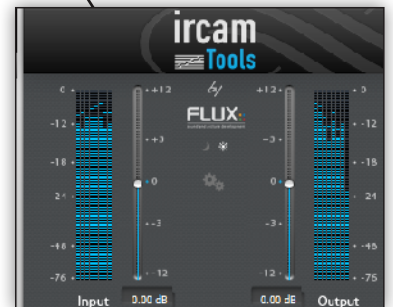 ircam
Tools
by
FLUX::
0 +12 +12 0
-12 +3 -3 -12
-18 -18
0 0
24 24
-3 -3
-48 -48
-76 -12 -12 -75
Input 0.00 dB 0.00 dB Output